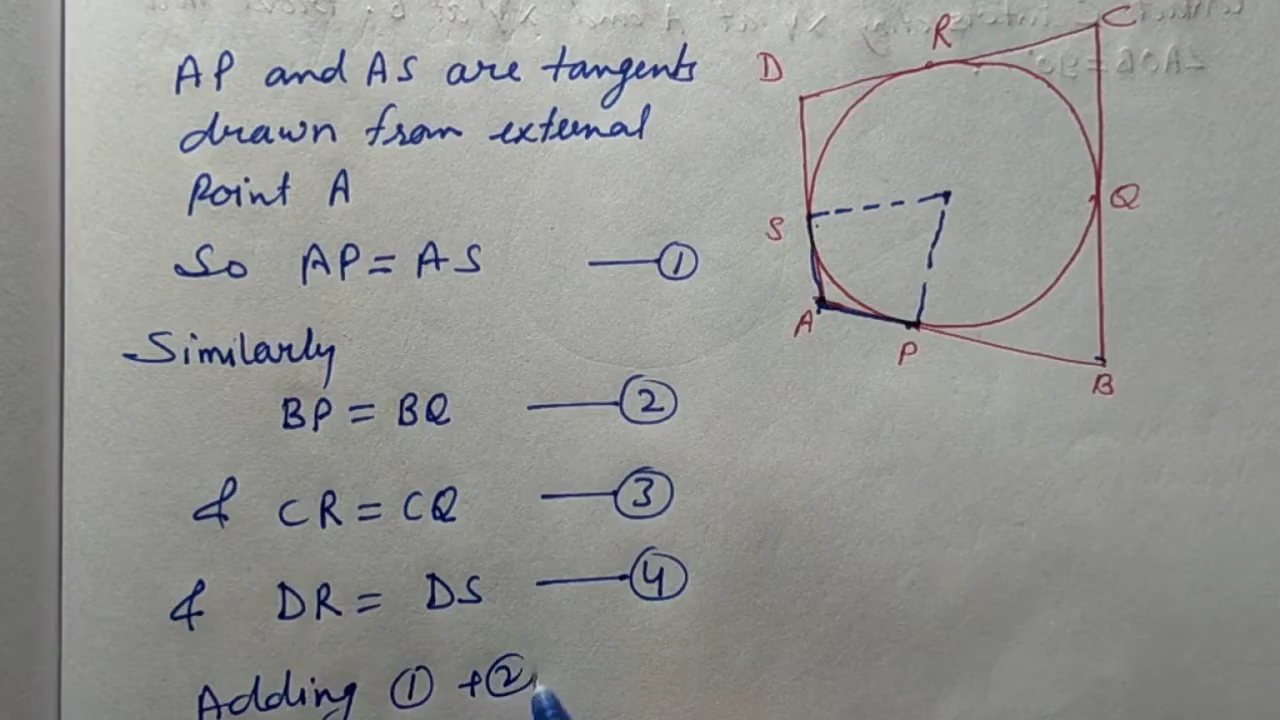 AP and AS are tangents
drawn from external
Point A
So AP = AS ——①
Similarly
BP = BQ ——②
& CR = CQ ——③
& DR = DS ——④
Adding ① + ②
D
R
C
S
Q
A
P
B